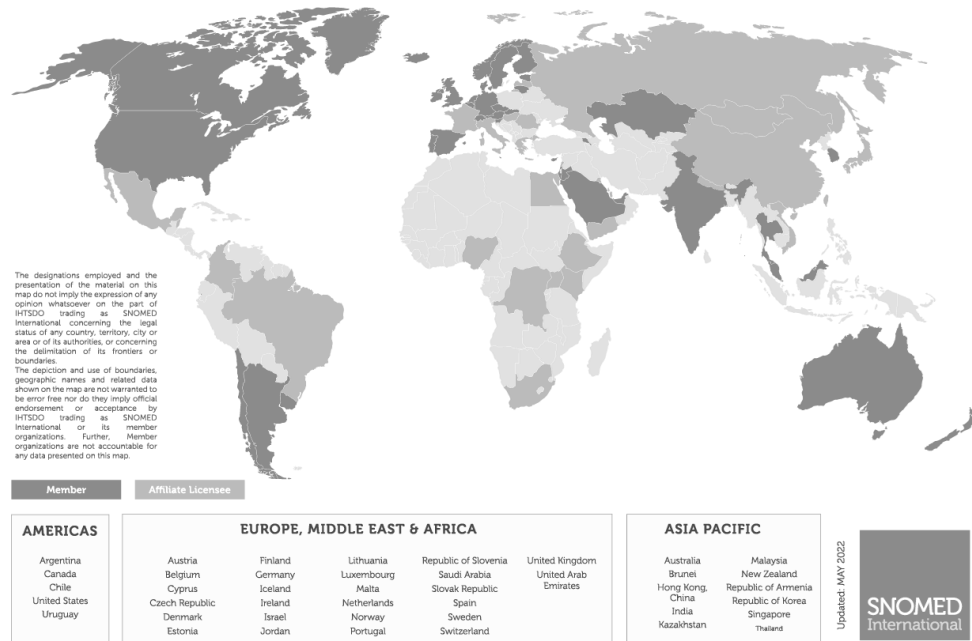 The designations employed and the
presentation of the material on this
map do not imply the expression of any
opinion whatsoever on the part of
IHTSDO trading as SNOMED
International concerning the legal
status of any country, territory, city or
area or of its authorities, or concerning
the delimitation of its frontiers or
boundaries.
The depiction and use of boundaries,
geographic names and related data
shown on the map are not warranted to
be error free nor do they imply official
endorsement or acceptance by
IHTSDO trading as SNOMED
International or its member
organizations. Further, Member
organizations are not accountable for
any data presented on this map.
Member
Affiliate Licensee
AMERICAS
Argentina
Canada
Chile
United States
Uruguay
EUROPE, MIDDLE EAST & AFRICA
Austria
Belgium
Cyprus
Czech Republic
Denmark
Estonia
Finland
Germany
Iceland
Ireland
Israel
Jordan
Lithuania
Luxembourg
Malta
Netherlands
Norway
Portugal
Republic of Slovenia
Saudi Arabia
Slovak Republic
Spain
Sweden
Switzerland
United Kingdom
United Arab
Emirates
ASIA PACIFIC
Australia
Brunei
Hong Kong,
China
India
Kazakhstan
Malaysia
New Zealand
Republic of Armenia
Republic of Korea
Singapore
Thailand
Updated: MAY 2022
SNOMED
International